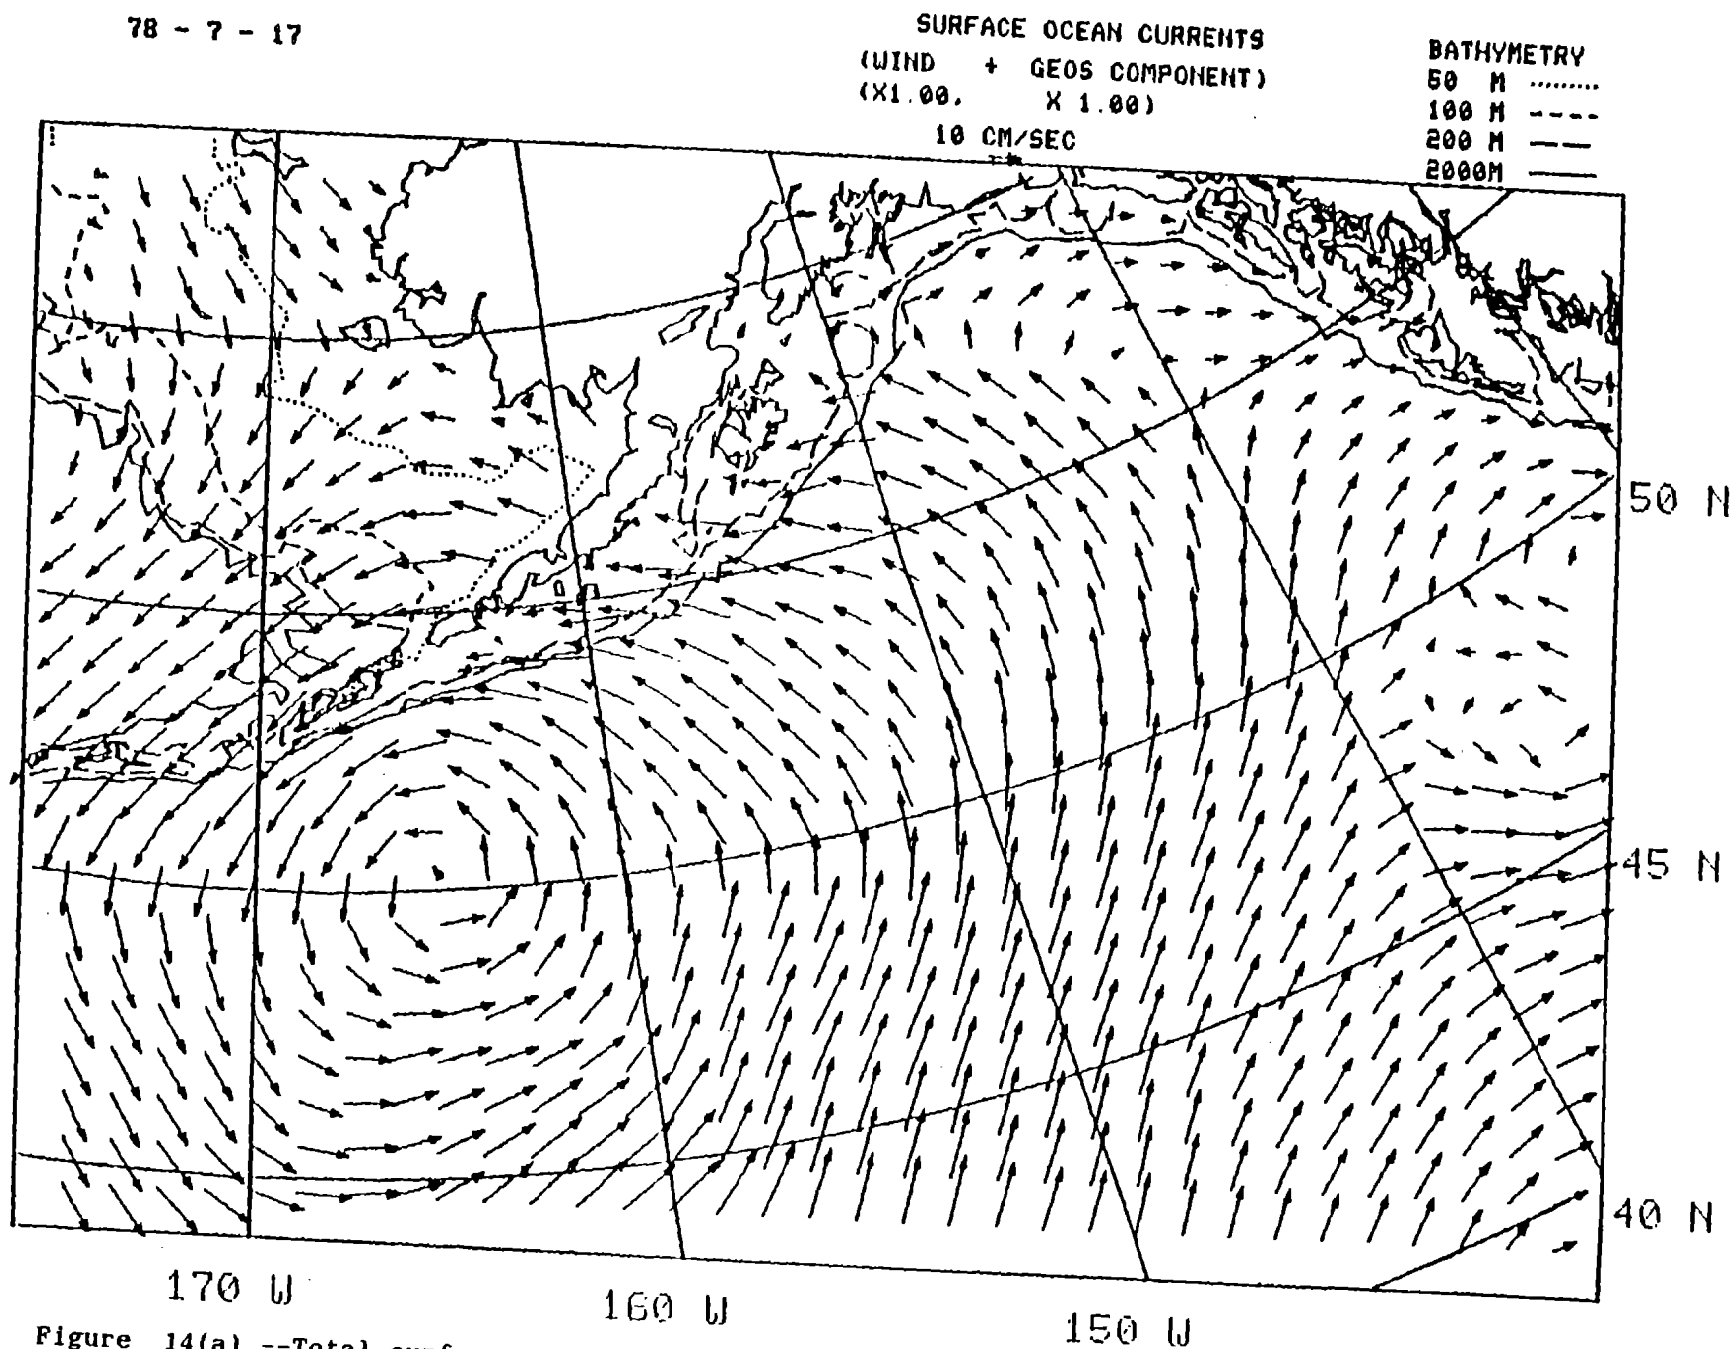 78 - 7 - 17
SURFACE OCEAN CURRENTS
(WIND + GEOS COMPONENT)
(X1.00, X 1.00)
10 CM/SEC
BATHYMETRY
50 M
100 M
200 M
2000M
50 N
45 N
40 N
170 W
160 W
150 W
Figure 14(a) --Total